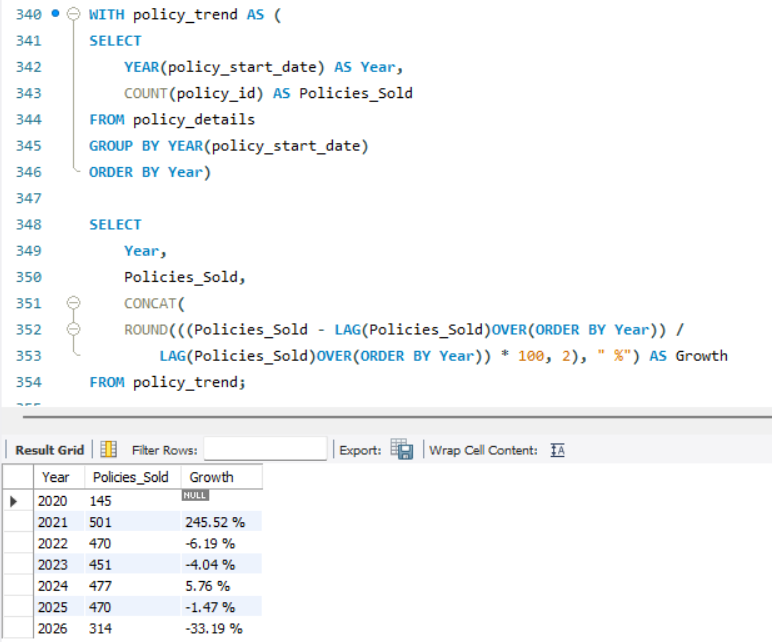 340 WITH policy_trend AS (
341 SELECT
342 YEAR(policy_start_date) AS Year,
343 COUNT(policy_id) AS Policies_Sold
344 FROM policy_details
345 GROUP BY YEAR(policy_start_date)
346 ORDER BY Year)
347
348 SELECT
349 Year,
350 Policies_Sold,
351 CONCAT(
352 ROUND(((Policies_Sold - LAG(Policies_Sold)OVER(ORDER BY Year)) /
353 LAG(Policies_Sold)OVER(ORDER BY Year)) * 100, 2), " %") AS Growth
354 FROM policy_trend;
Result Grid Filter Rows: Export: Wrap Cell Content: IA
Year Policies_Sold Growth
2020 145 NULL
2021 501 245.52 %
2022 470 -6.19 %
2023 451 -4.04 %
2024 477 5.76 %
2025 470 -1.47 %
2026 314 -33.19 %